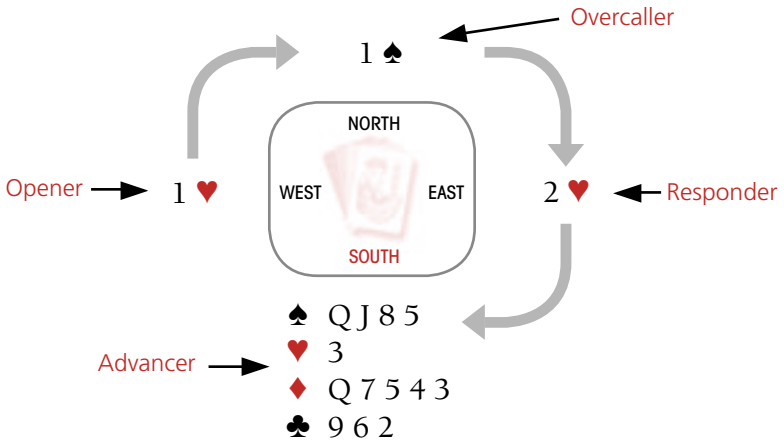 Overcaller
1 ♠
NORTH
Opener
1 ♥
WEST
EAST
2 ♥
Responder
SOUTH
♠ Q J 8 5
♥ 3
Advancer
♦ Q 7 5 4 3
♣ 9 6 2